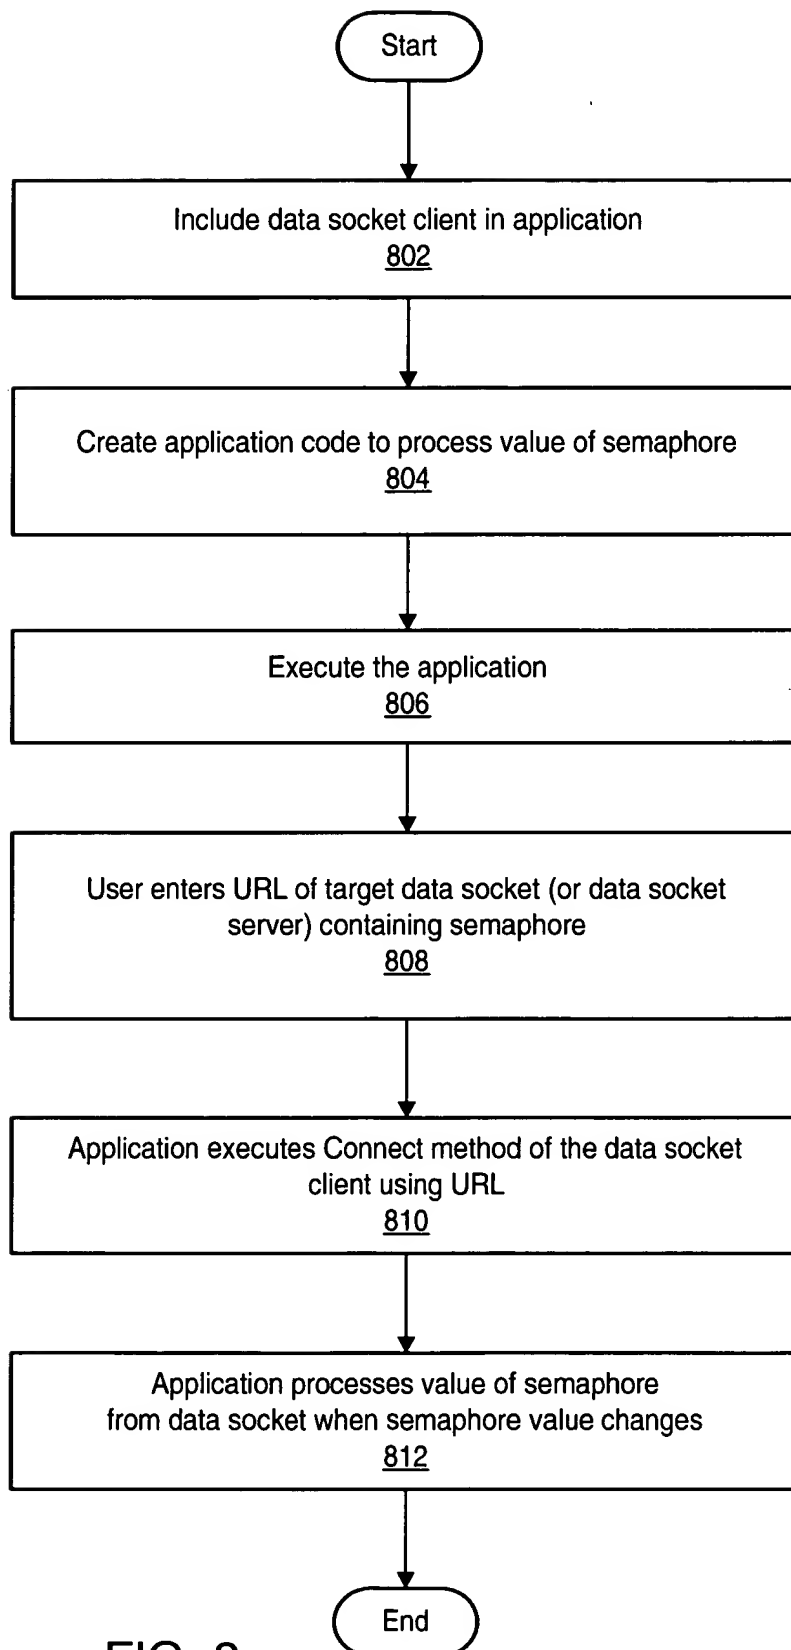 Start
Include data socket client in application
802
Create application code to process value of semaphore
804
Execute the application
806
User enters URL of target data socket (or data socket
server) containing semaphore
808
Application executes Connect method of the data socket
client using URL
810
Application processes value of semaphore
from data socket when semaphore value changes
812
End
FIG.